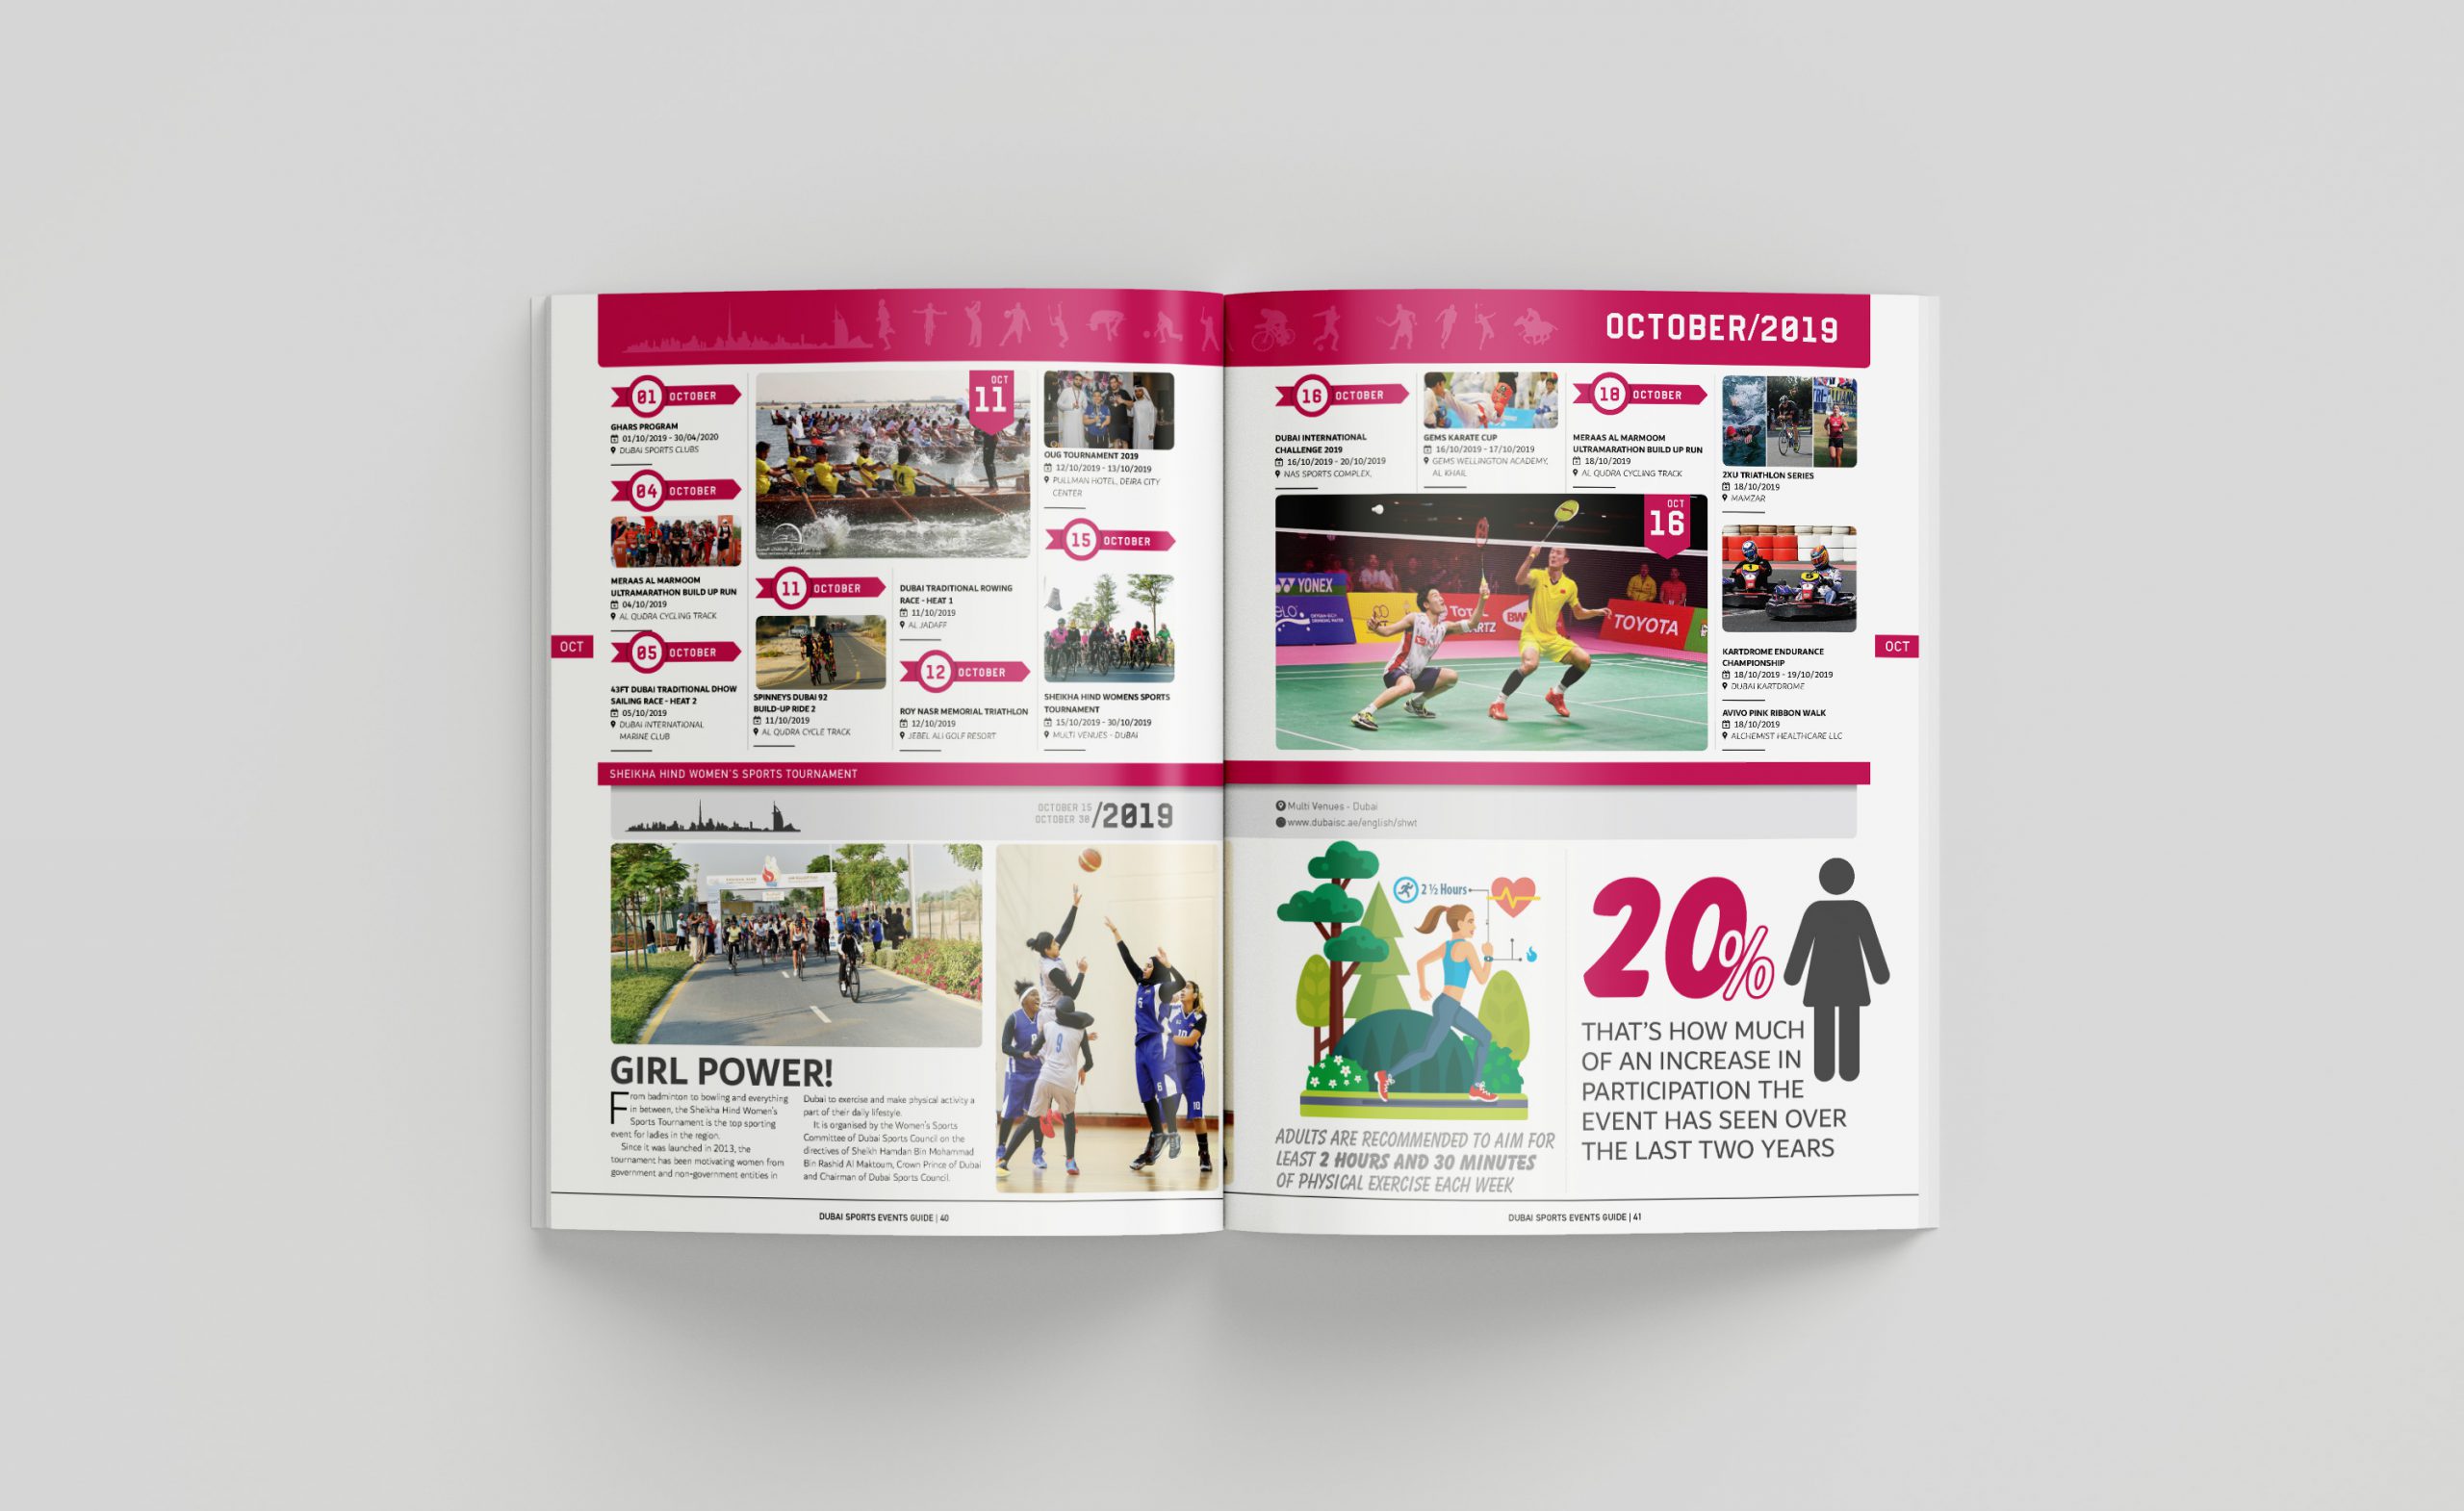 OCTOBER/2019
01 OCTOBER
GHARS PROGRAM
01/10/2019 - 30/04/2020
DUBAI SPORTS CLUBS
04 OCTOBER
MERAAS AL MARMOOM
ULTRAMARATHON BUILD UP RUN
04/10/2019
AL QUDRA CYCLING TRACK
OCT
05 OCTOBER
43FT DUBAI TRADITIONAL DHOW
SAILING RACE - HEAT 2
05/10/2019
DUBAI INTERNATIONAL
MARINE CLUB
OCT
11
11 OCTOBER
SPINNEYS DUBAI 92
BUILD-UP RIDE 2
11/10/2019
AL QUDRA CYCLE TRACK
DUBAI TRADITIONAL ROWING
RACE - HEAT 1
11/10/2019
AL JADAFF
12 OCTOBER
ROY NASR MEMORIAL TRIATHLON
12/10/2019
JEBEL ALI GOLF RESORT
OUG TOURNAMENT 2019
12/10/2019 - 13/10/2019
PULLMAN HOTEL, DEIRA CITY
CENTER
15 OCTOBER
SHEIKHA HIND WOMENS SPORTS
TOURNAMENT
15/10/2019 - 30/10/2019
MULTI VENUES - DUBAI
16 OCTOBER
DUBAI INTERNATIONAL
CHALLENGE 2019
16/10/2019 - 20/10/2019
NAS SPORTS COMPLEX,
GEMS KARATE CUP
16/10/2019 - 17/10/2019
GEMS WELLINGTON ACADEMY,
AL KHAIL
18 OCTOBER
MERAAS AL MARMOOM
ULTRAMARATHON BUILD UP RUN
18/10/2019
AL QUDRA CYCLING TRACK
OCT
16
YONEX
TOYOTA
2XU TRIATHLON SERIES
18/10/2019
MAMZAR
KARTDROME ENDURANCE
CHAMPIONSHIP
18/10/2019 - 19/10/2019
DUBAI KARTDROME
AVIVO PINK RIBBON WALK
18/10/2019
ALCHEMIST HEALTHCARE LLC
OCT
SHEIKHA HIND WOMEN'S SPORTS TOURNAMENT
OCTOBER 15
OCTOBER 30
/2019
Multi Venues - Dubai
www.dubaisc.ae/english/shwt
GIRL POWER!
From badminton to bowling and everything
in between, the Sheikha Hind Women's
Sports Tournament is the top sporting
event for ladies in the region.
Since it was launched in 2013, the
tournament has been motivating women from
government and non-government entities in
Dubai to exercise and make physical activity a
part of their daily lifestyle.
It is organised by the Women's Sports
Committee of Dubai Sports Council on the
directives of Sheikh Hamdan Bin Mohammad
Bin Rashid Al Maktoum, Crown Prince of Dubai
and Chairman of Dubai Sports Council.
2 ½ Hours
ADULTS ARE RECOMMENDED TO AIM FOR
LEAST 2 HOURS AND 30 MINUTES
OF PHYSICAL EXERCISE EACH WEEK
20%
THAT'S HOW MUCH
OF AN INCREASE IN
PARTICIPATION THE
EVENT HAS SEEN OVER
THE LAST TWO YEARS
DUBAI SPORTS EVENTS GUIDE | 40
DUBAI SPORTS EVENTS GUIDE | 41